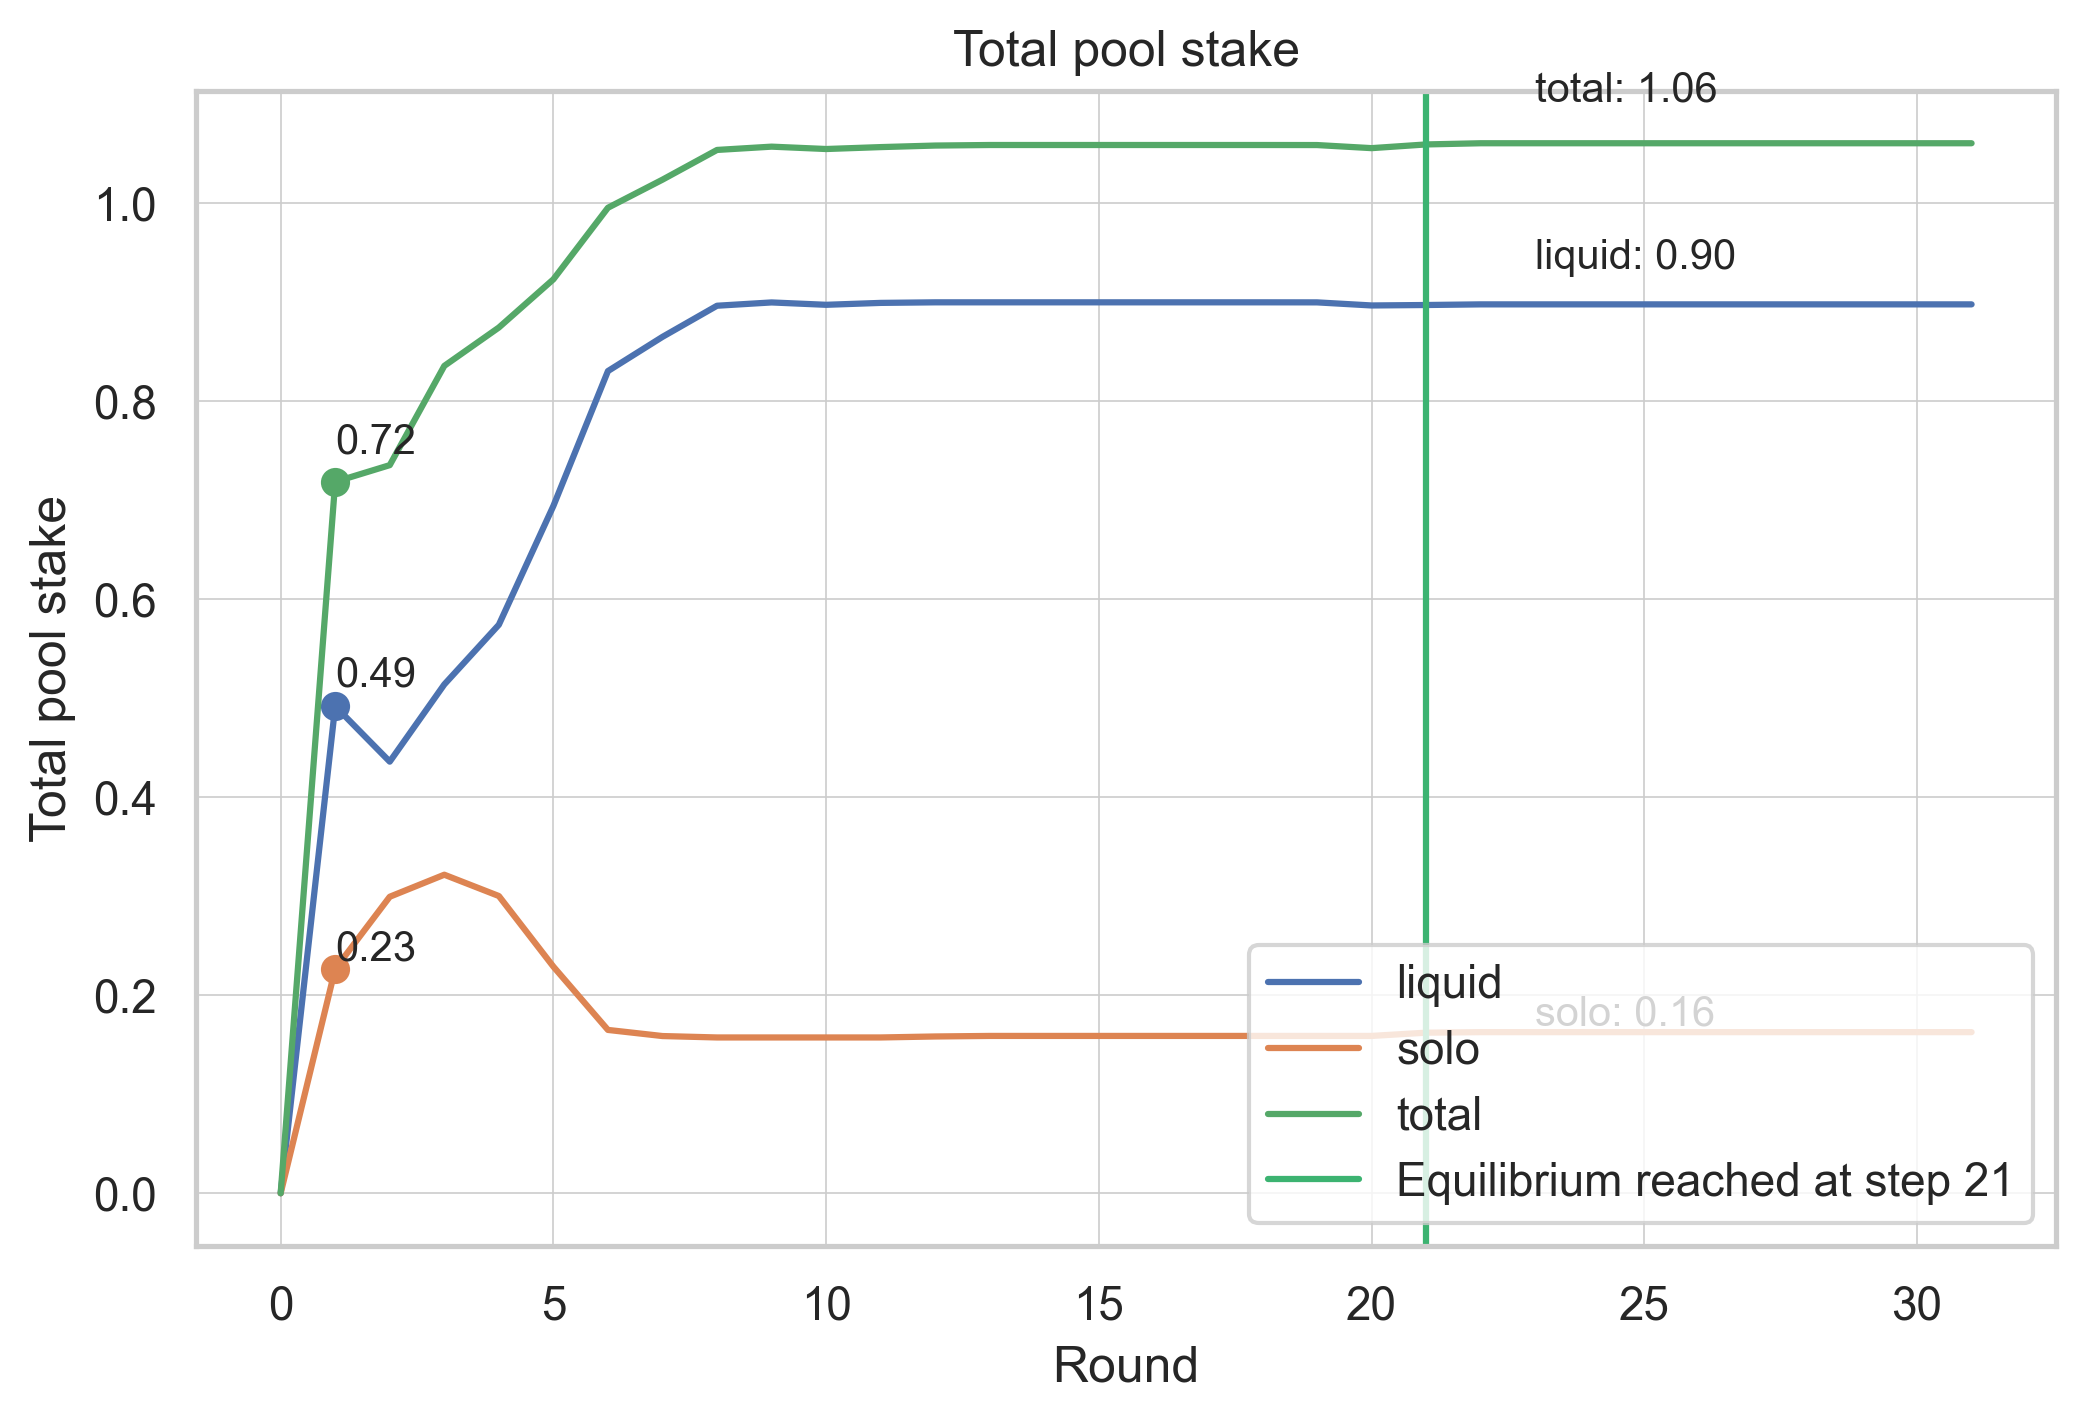 Total pool stake
total: 1.06
liquid: 0.90
0.72
0.49
0.23
solo: 0.16
Total pool stake
1.0
0.8
0.6
0.4
0.2
0.0
liquid
solo
total
Equilibrium reached at step 21
0 5 10 15 20 25 30
Round